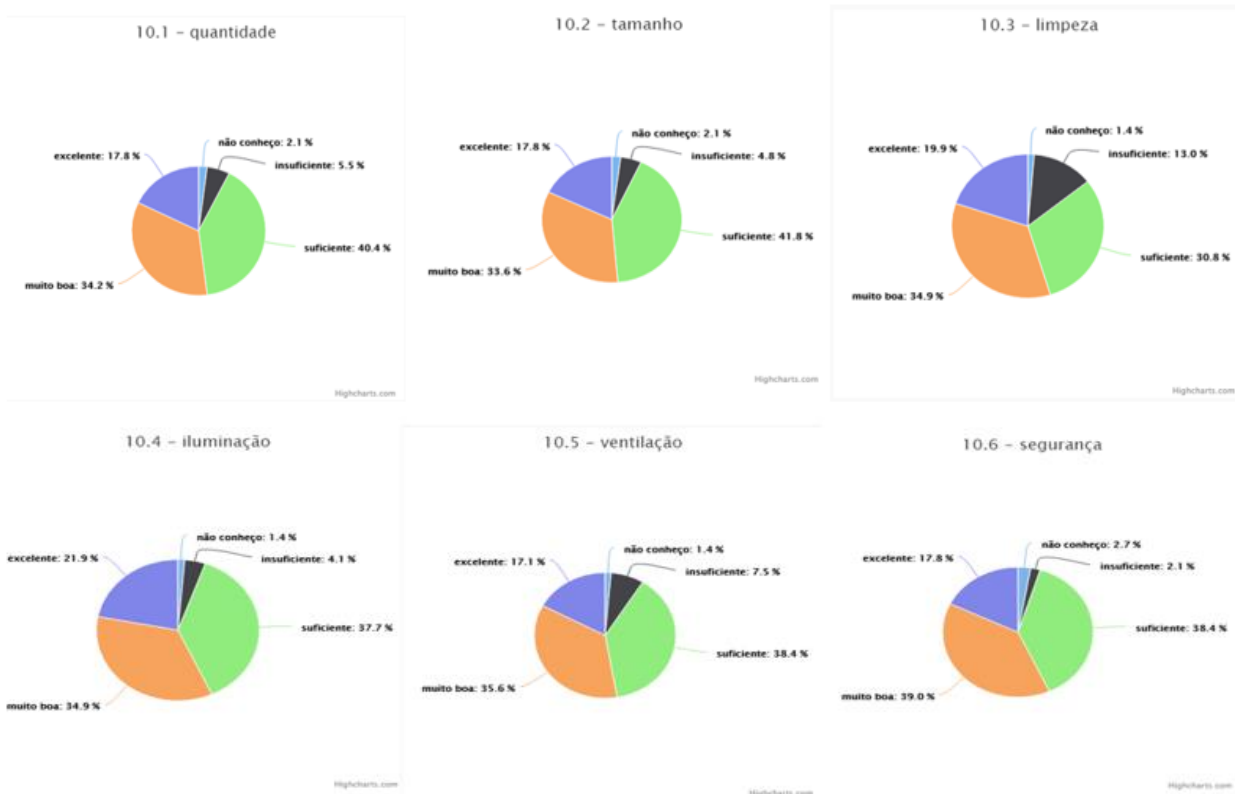 10.1 – quantidade
não conheço: 2.1 %
excelente: 17.8 %
insuficiente: 5.5 %
suficiente: 40.4 %
muito boa: 34.2 %
Highcharts.com
10.2 – tamanho
não conheço: 2.1 %
excelente: 17.8 %
insuficiente: 4.8 %
suficiente: 41.8 %
muito boa: 33.6 %
Highcharts.com
10.3 – limpeza
não conheço: 1.4 %
excelente: 19.9 %
insuficiente: 13.0 %
suficiente: 30.8 %
muito boa: 34.9 %
Highcharts.com
10.4 – iluminação
não conheço: 1.4 %
excelente: 21.9 %
insuficiente: 4.1 %
suficiente: 37.7 %
muito boa: 34.9 %
Highcharts.com
10.5 – ventilação
não conheço: 1.4 %
excelente: 17.1 %
insuficiente: 7.5 %
suficiente: 38.4 %
muito boa: 35.6 %
Highcharts.com
10.6 – segurança
não conheço: 2.7 %
excelente: 17.8 %
insuficiente: 2.1 %
suficiente: 38.4 %
muito boa: 39.0 %
Highcharts.com